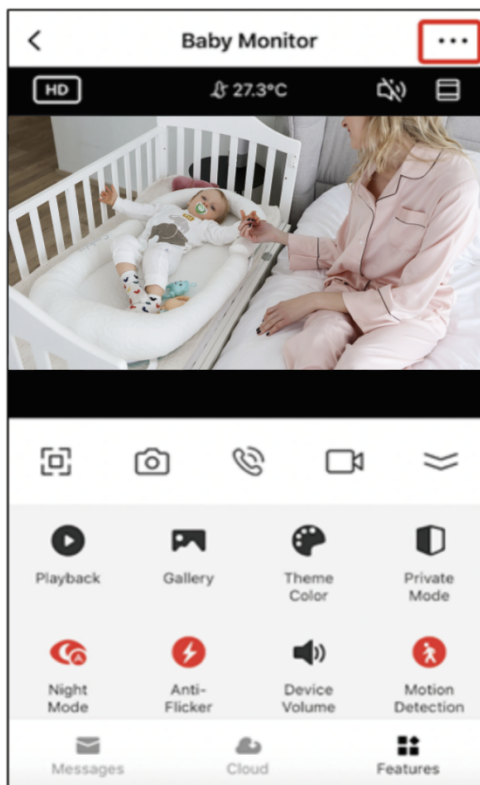 Baby Monitor
HD
27.3°C
Playback
Gallery
Theme
Color
Private
Mode
Night
Mode
Anti-
Flicker
Device
Volume
Motion
Detection
Messages
Cloud
Features